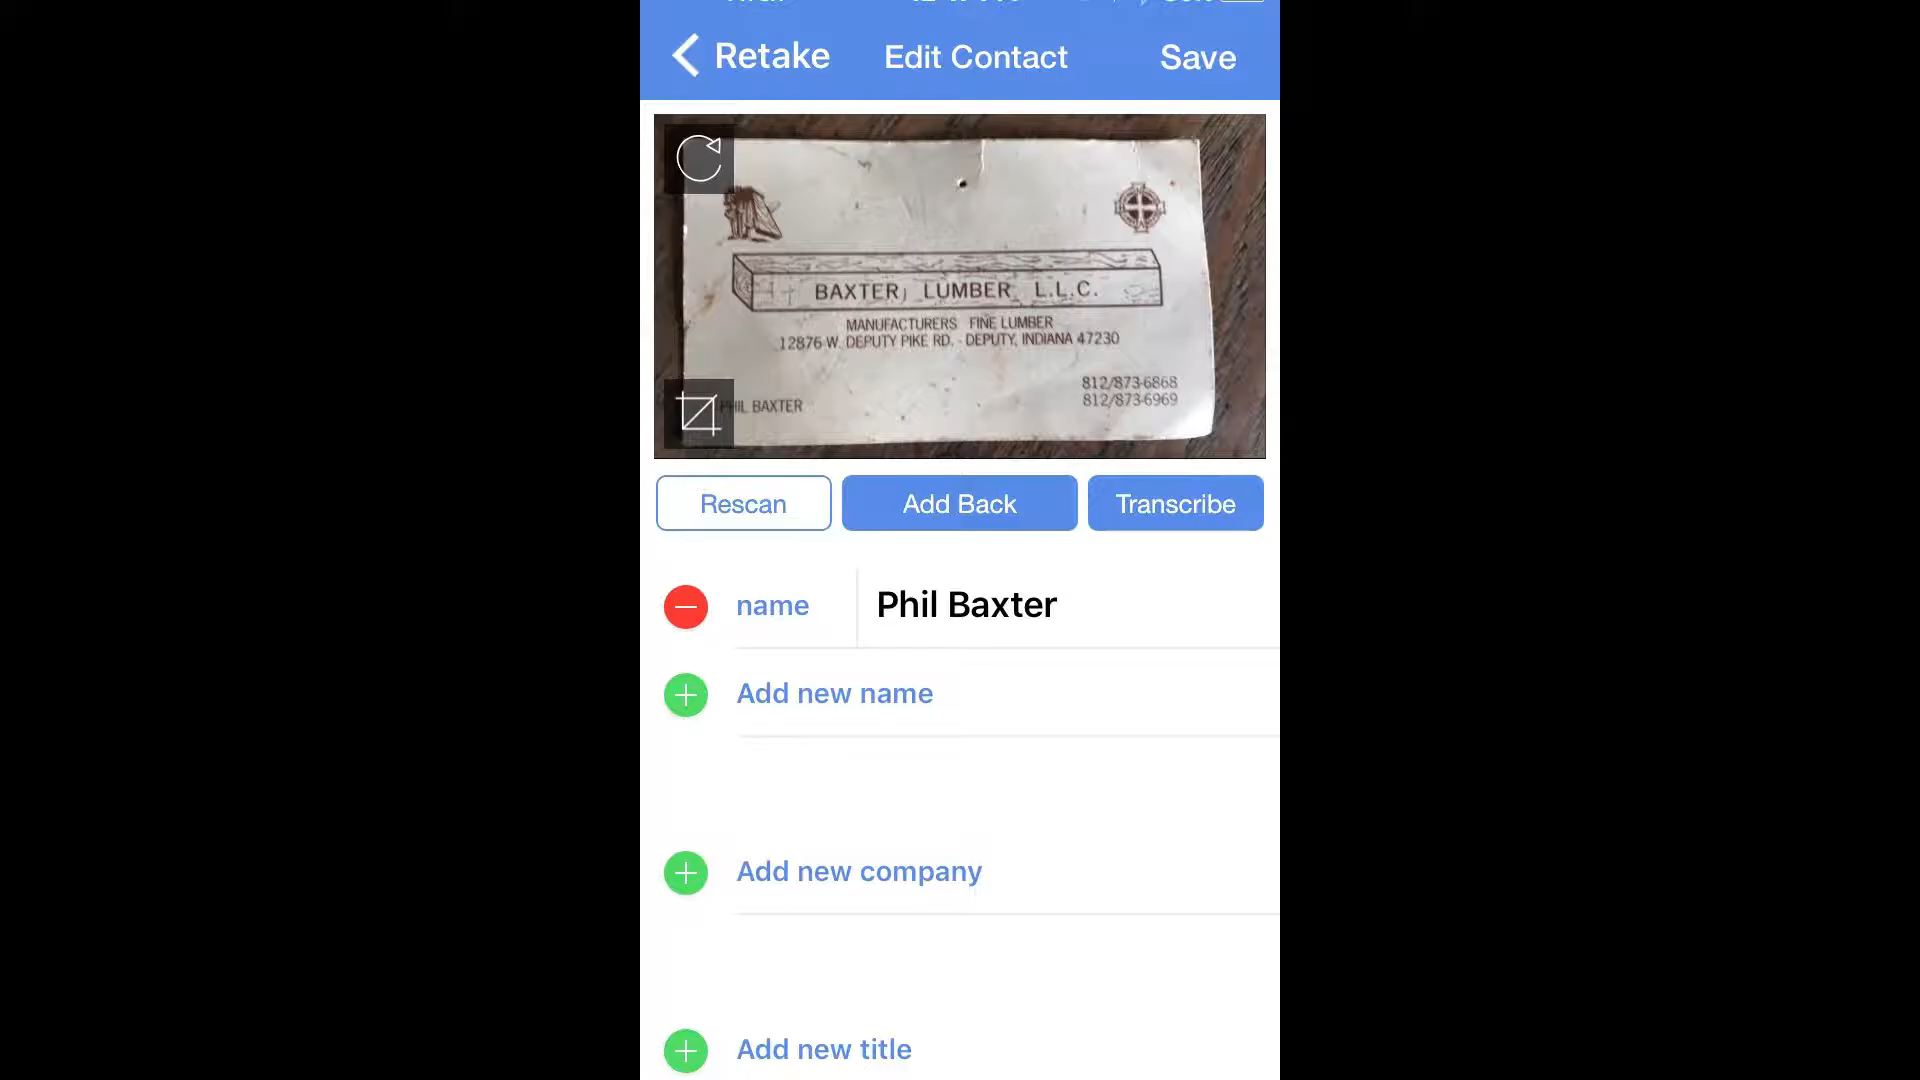 Retake Edit Contact Save
BAXTER LUMBER L.L.C.
MANUFACTURERS FINE LUMBER
12876 W. DEPUTY PIKE RD. - DEPUTY, INDIANA 47230
812/873-6868
812/873-6969
PHIL BAXTER
Rescan Add Back Transcribe
name Phil Baxter
Add new name
Add new company
Add new title